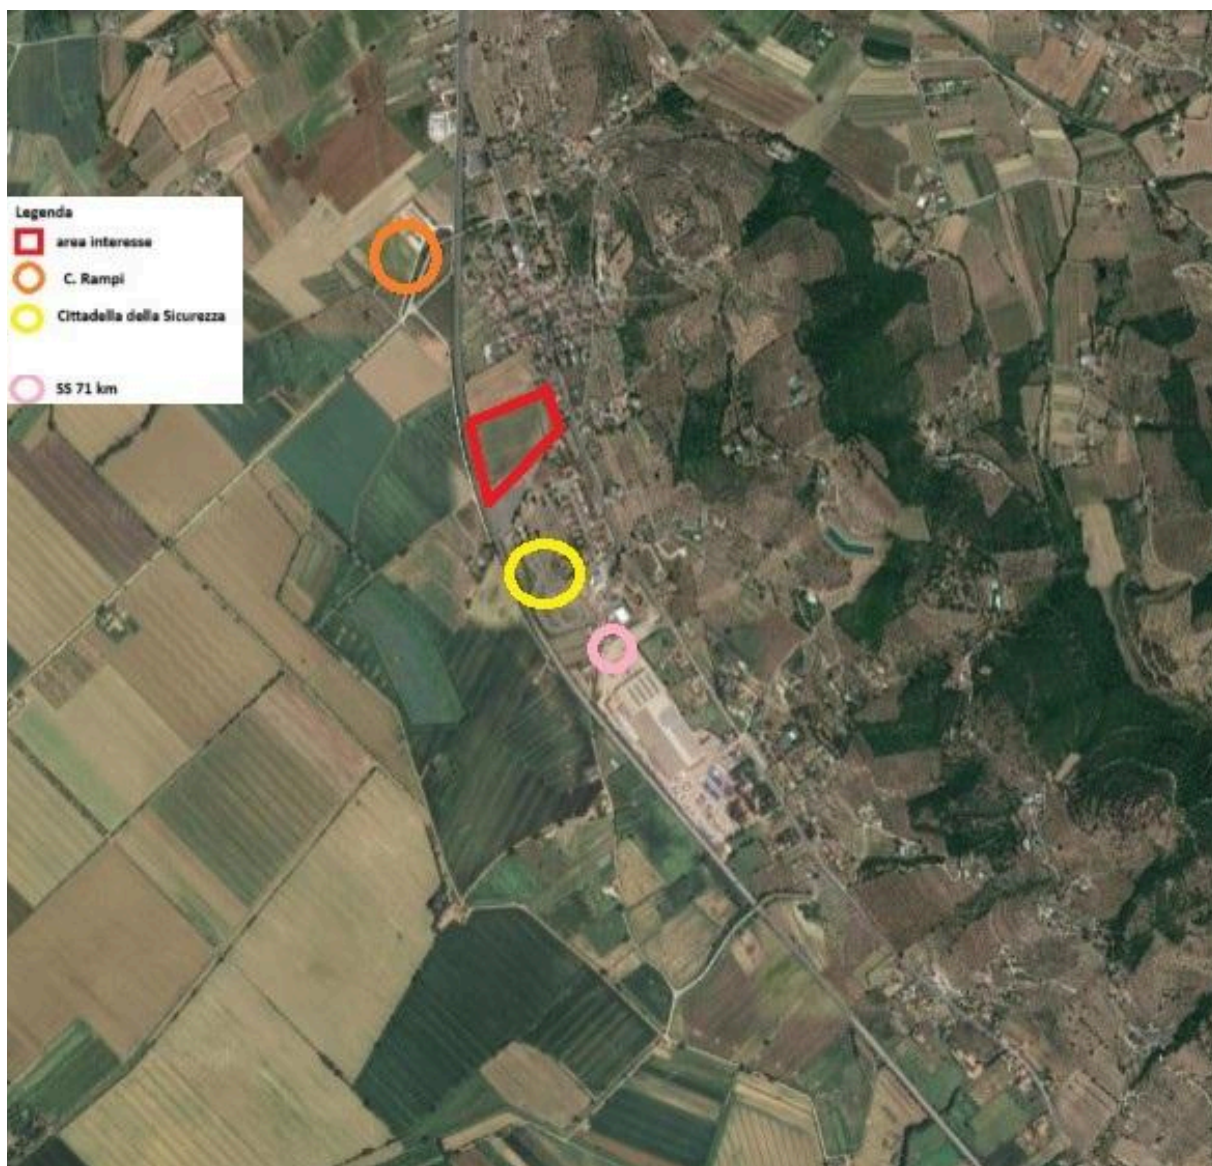 Legenda
area interesse
C. Rampi
Cittadella della Sicurezza
SS 71 km